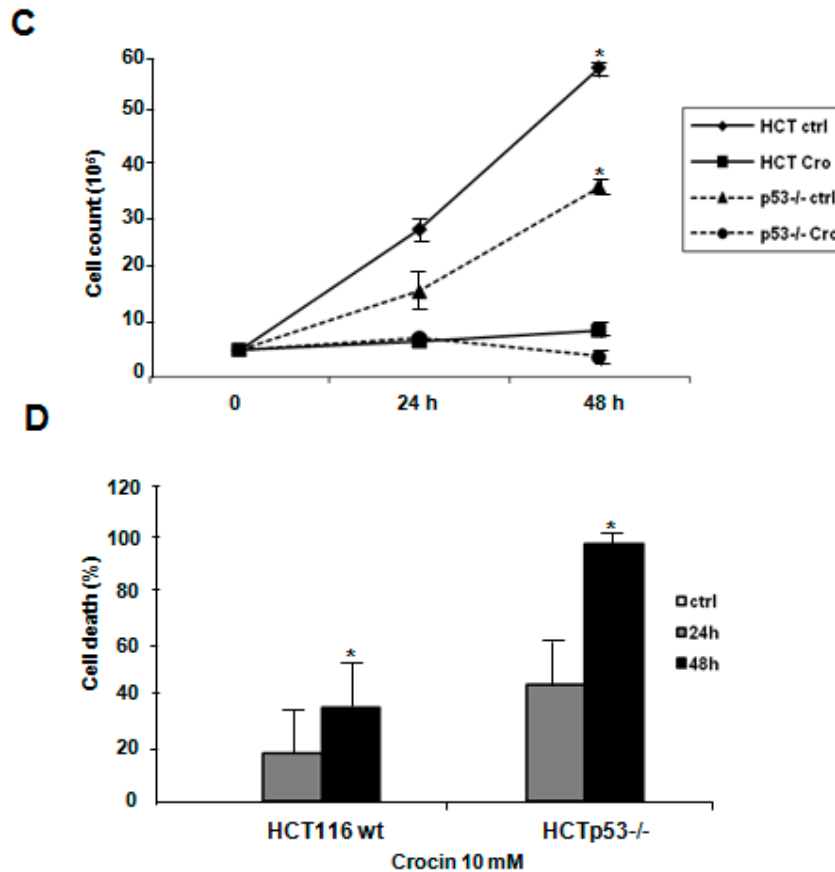 C
60
50
40
30
20
10
0
Cell count (10⁶)
*
*
0
24 h
48 h
HCT ctrl
HCT Cro
p53-/- ctrl
p53-/- Cro
D
120
100
80
60
40
20
0
Cell death (%)
*
*
ctrl
24h
48h
HCT116 wt
HCTp53-/-
Crocin 10 mM